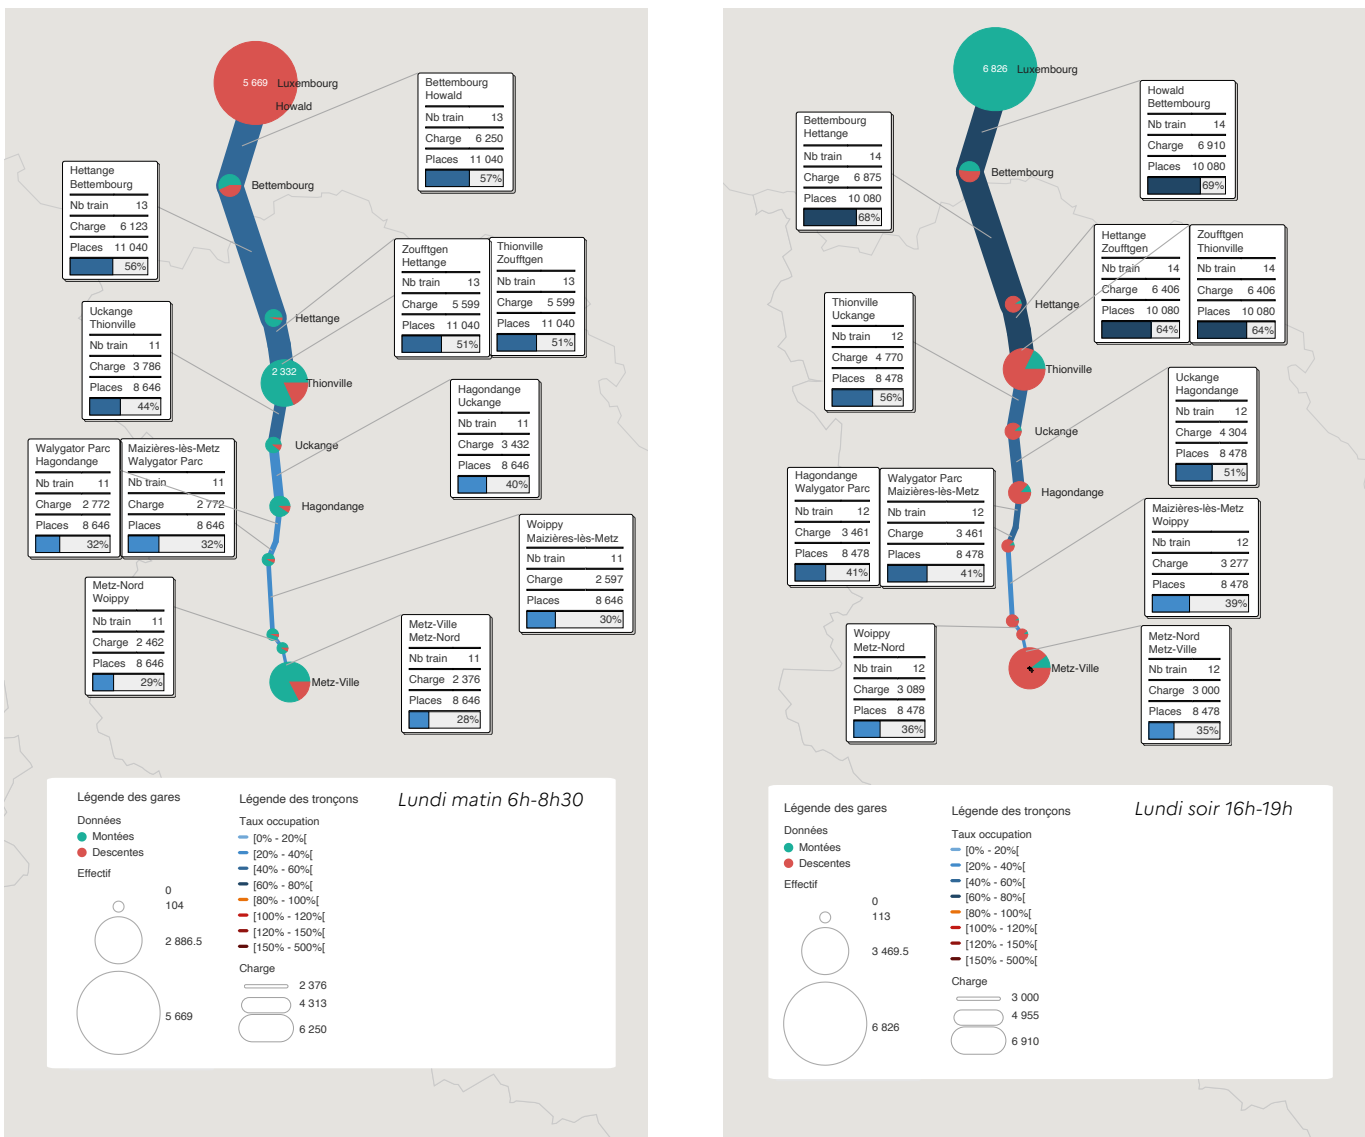 5 669
Luxembourg
Howald
Bettembourg
Howald
Nb train 13
Charge 6 250
Places 11 040
57%
Hettange
Bettembourg
Nb train 13
Charge 6 123
Places 11 040
56%
Bettembourg
Zoufftgen
Hettange
Nb train 13
Charge 5 599
Places 11 040
51%
Thionville
Zoufftgen
Nb train 13
Charge 5 599
Places 11 040
51%
Hettange
Uckange
Thionville
Nb train 11
Charge 3 786
Places 8 646
44%
2 332
Thionville
Hagondange
Uckange
Nb train 11
Charge 3 432
Places 8 646
40%
Uckange
Walygator Parc
Hagondange
Nb train 11
Charge 2 772
Places 8 646
32%
Maizières-lès-Metz
Walygator Parc
Nb train 11
Charge 2 772
Places 8 646
32%
Hagondange
Woippy
Maizières-lès-Metz
Nb train 11
Charge 2 597
Places 8 646
30%
Metz-Nord
Woippy
Nb train 11
Charge 2 462
Places 8 646
29%
Metz-Ville
Metz-Nord
Nb train 11
Charge 2 376
Places 8 646
28%
Metz-Ville
Légende des gares
Données
Montées
Descentes
Effectif
0
104
2 886.5
5 669
Légende des tronçons
Taux occupation
[0% - 20%[
[20% - 40%[
[40% - 60%[
[60% - 80%[
[80% - 100%[
[100% - 120%[
[120% - 150%[
[150% - 500%[
Charge
2 376
4 313
6 250
Lundi matin 6h-8h30
6 826
Luxembourg
Howald
Bettembourg
Nb train 14
Charge 6 910
Places 10 080
69%
Bettembourg
Hettange
Nb train 14
Charge 6 875
Places 10 080
68%
Bettembourg
Hettange
Zoufftgen
Nb train 14
Charge 6 406
Places 10 080
64%
Zoufftgen
Thionville
Nb train 14
Charge 6 406
Places 10 080
64%
Hettange
Thionville
Uckange
Nb train 12
Charge 4 770
Places 8 478
56%
Thionville
Uckange
Hagondange
Nb train 12
Charge 4 304
Places 8 478
51%
Uckange
Hagondange
Walygator Parc
Nb train 12
Charge 3 461
Places 8 478
41%
Walygator Parc
Maizières-lès-Metz
Nb train 12
Charge 3 461
Places 8 478
41%
Hagondange
Maizières-lès-Metz
Woippy
Nb train 12
Charge 3 277
Places 8 478
39%
Woippy
Metz-Nord
Nb train 12
Charge 3 089
Places 8 478
36%
Metz-Nord
Metz-Ville
Nb train 12
Charge 3 000
Places 8 478
35%
Metz-Ville
Légende des gares
Données
Montées
Descentes
Effectif
0
113
3 469.5
6 826
Légende des tronçons
Taux occupation
[0% - 20%[
[20% - 40%[
[40% - 60%[
[60% - 80%[
[80% - 100%[
[100% - 120%[
[120% - 150%[
[150% - 500%[
Charge
3 000
4 955
6 910
Lundi soir 16h-19h